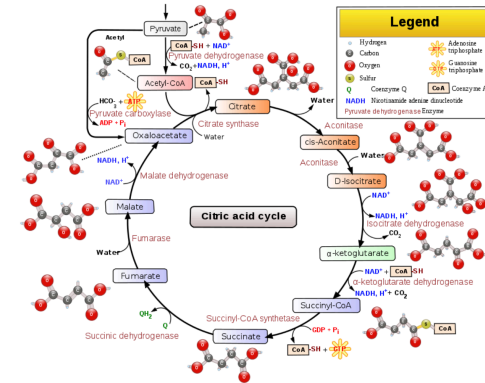 Legend
Hydrogen
Carbon
Oxygen
Sulfur
Q Coenzyme Q
NADH Nicotinamide adenine dinucleotide
Pyruvate dehydrogenase Enzyme
Adenosine
triphosphate
Guanosine
triphosphate
CoA Coenzyme A
Pyruvate
Acetyl
CoA
CoA-SH + NAD⁺
Pyruvate dehydrogenase
CO₂ NADH, H⁺
Acetyl-CoA
CoA-SH
HCO₃⁻ + ATP
Pyruvate carboxylase
ADP + Pᵢ
Citrate
Citrate synthase
Water
Oxaloacetate
Water
Aconitase
cis-Aconitate
Aconitase
Water
D-Isocitrate
NAD⁺
NADH, H⁺
Isocitrate dehydrogenase
CO₂
α-ketoglutarate
NAD⁺ + CoA-SH
α-ketoglutarate dehydrogenase
NADH, H⁺ + CO₂
Succinyl-CoA
Succinyl-CoA synthetase
GDP + Pᵢ
CoA-SH + GTP
CoA
Succinate
Succinic dehydrogenase
QH₂
Q
Fumarate
Water
Fumarase
Malate
NAD⁺
Malate dehydrogenase
NADH, H⁺
Citric acid cycle